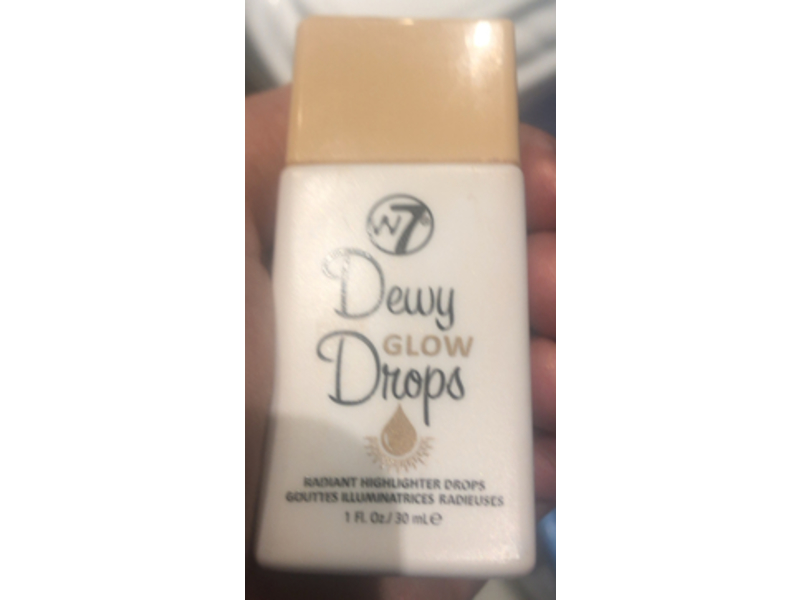 W7®
Dewy
GLOW
Drops
RADIANT HIGHLIGHTER DROPS
GOUTTES ILLUMINATRICES RADIEUSES
1 FL. Oz./ 30 mL ℮